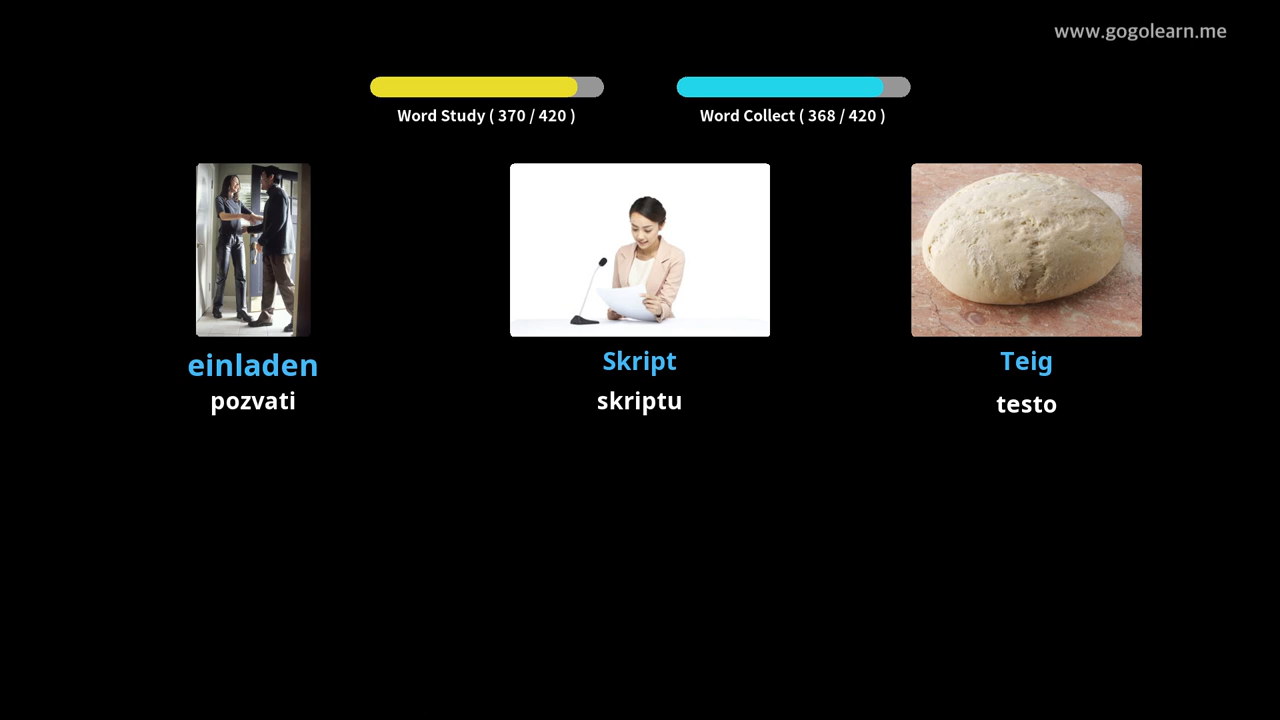 www.gogolearn.me
Word Study ( 370 / 420 )
Word Collect ( 368 / 420 )
einladen
pozvati
Skript
skriptu
Teig
testo